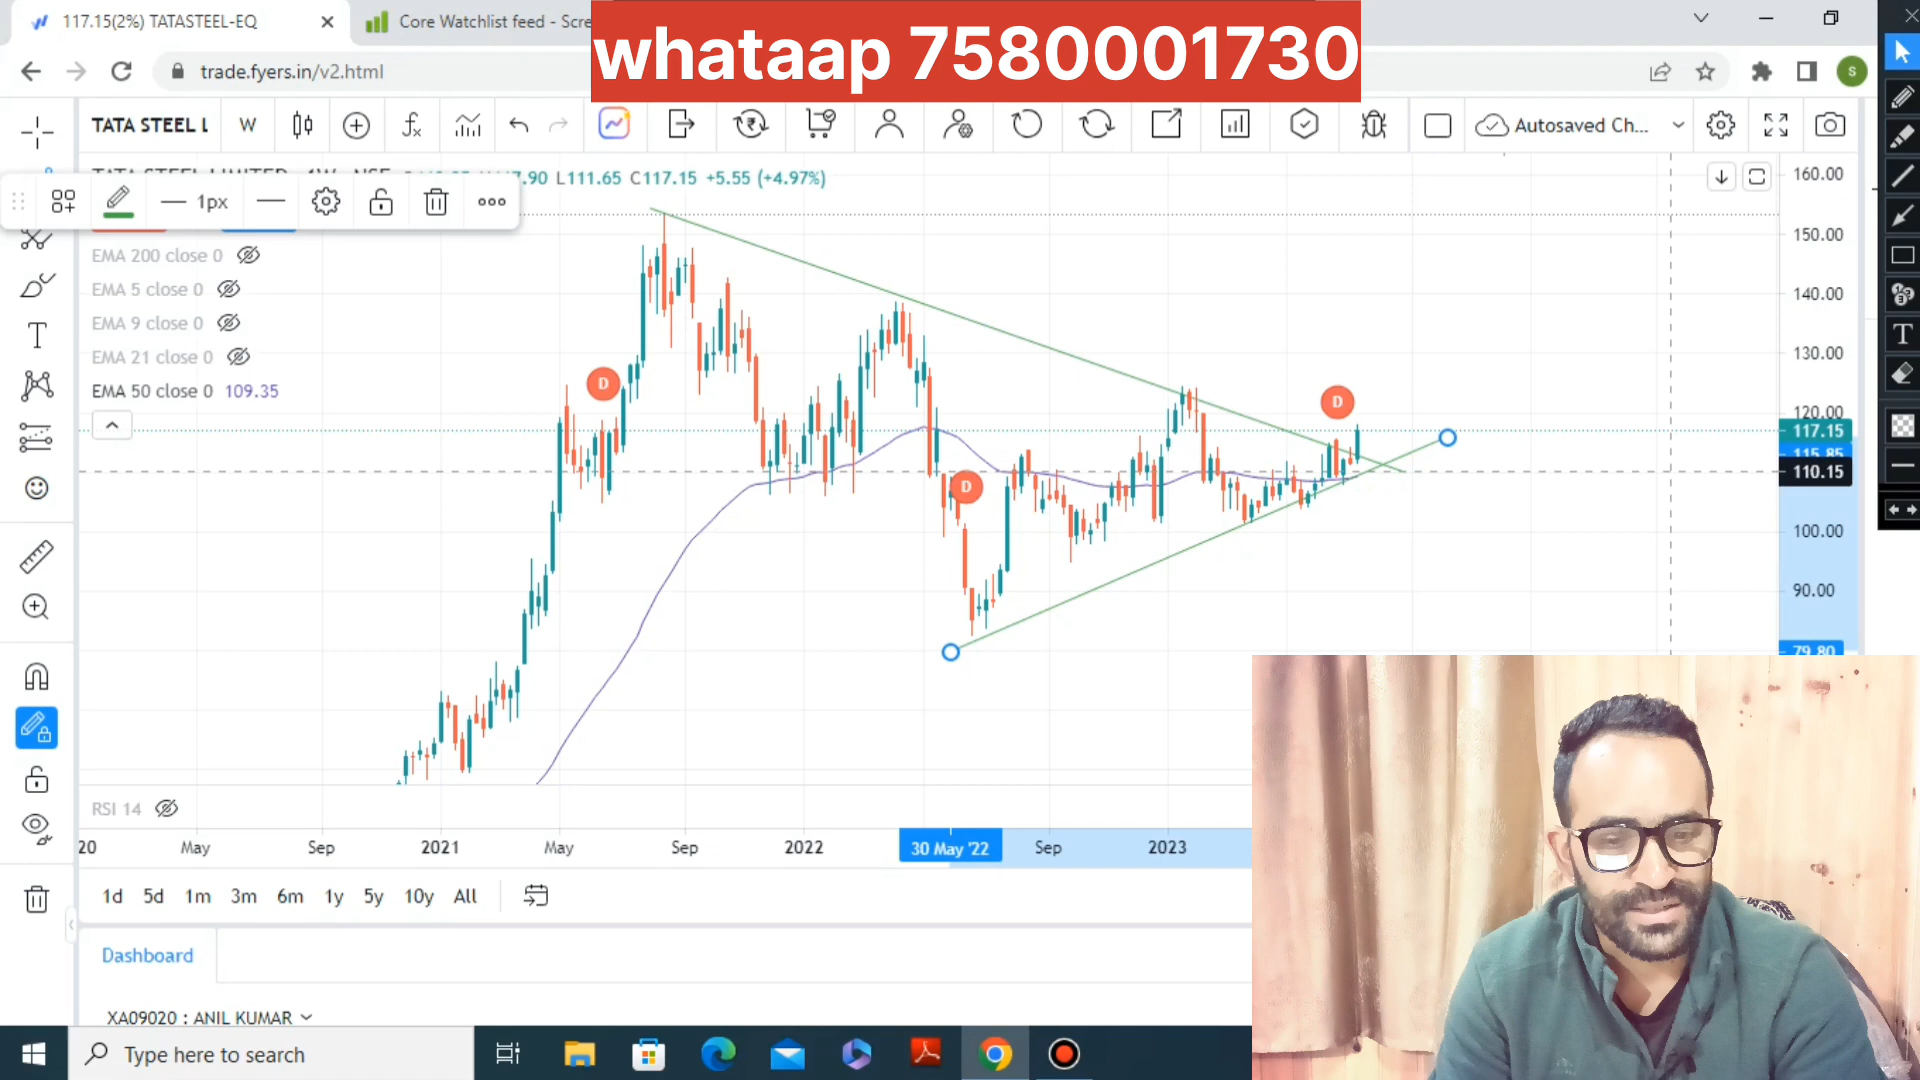 117.15(2%) TATASTEEL-EQ
Core Watchlist feed - Scre
whataap 7580001730
trade.fyers.in/v2.html
S
TATA STEEL L
W
Autosaved Ch...
7.90 L111.65 C117.15 +5.55 (+4.97%)
1px
EMA 200 close 0
EMA 5 close 0
EMA 9 close 0
EMA 21 close 0
EMA 50 close 0 109.35
D
D
D
160.00
150.00
140.00
130.00
120.00
117.15
115.85
110.15
100.00
90.00
79.80
RSI 14
20
May
Sep
2021
May
Sep
2022
30 May '22
Sep
2023
1d 5d 1m 3m 6m 1y 5y 10y All
Dashboard
XA09020 : ANIL KUMAR
Type here to search